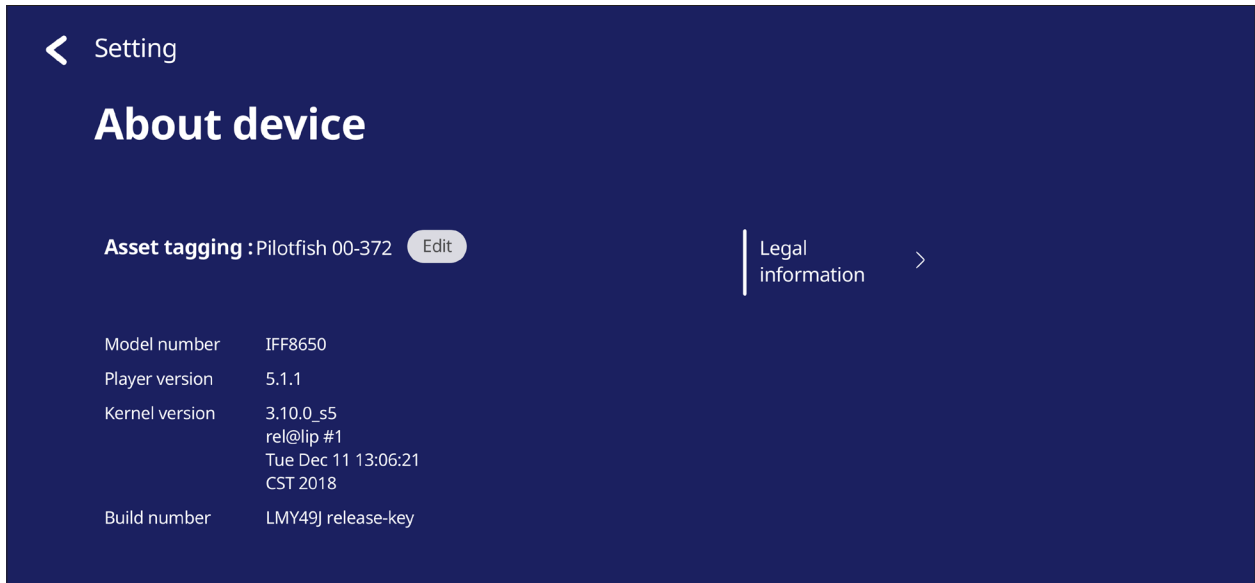 Setting
About device
Asset tagging : Pilotfish 00-372 Edit
Legal
information
Model number IFF8650
Player version 5.1.1
Kernel version 3.10.0_s5
rel@lip #1
Tue Dec 11 13:06:21
CST 2018
Build number LMY49J release-key